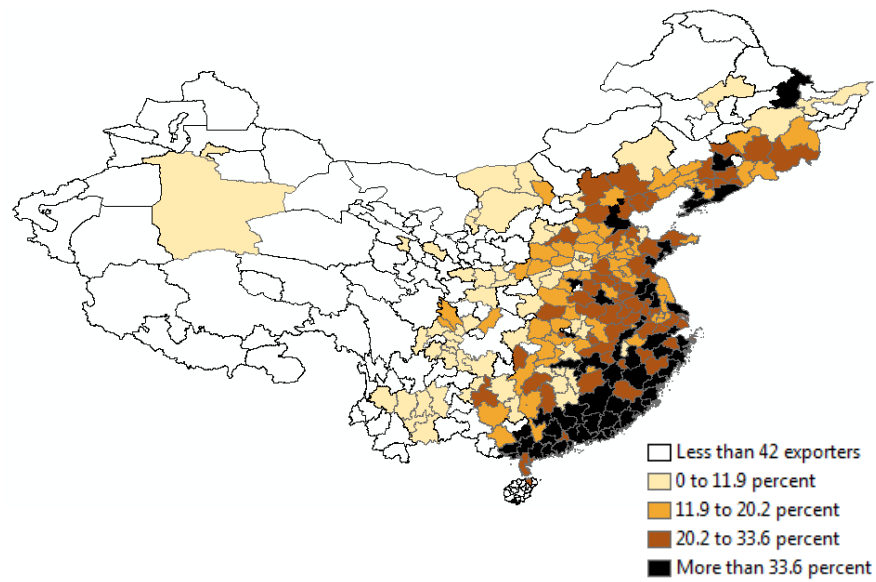 Less than 42 exporters
0 to 11.9 percent
11.9 to 20.2 percent
20.2 to 33.6 percent
More than 33.6 percent